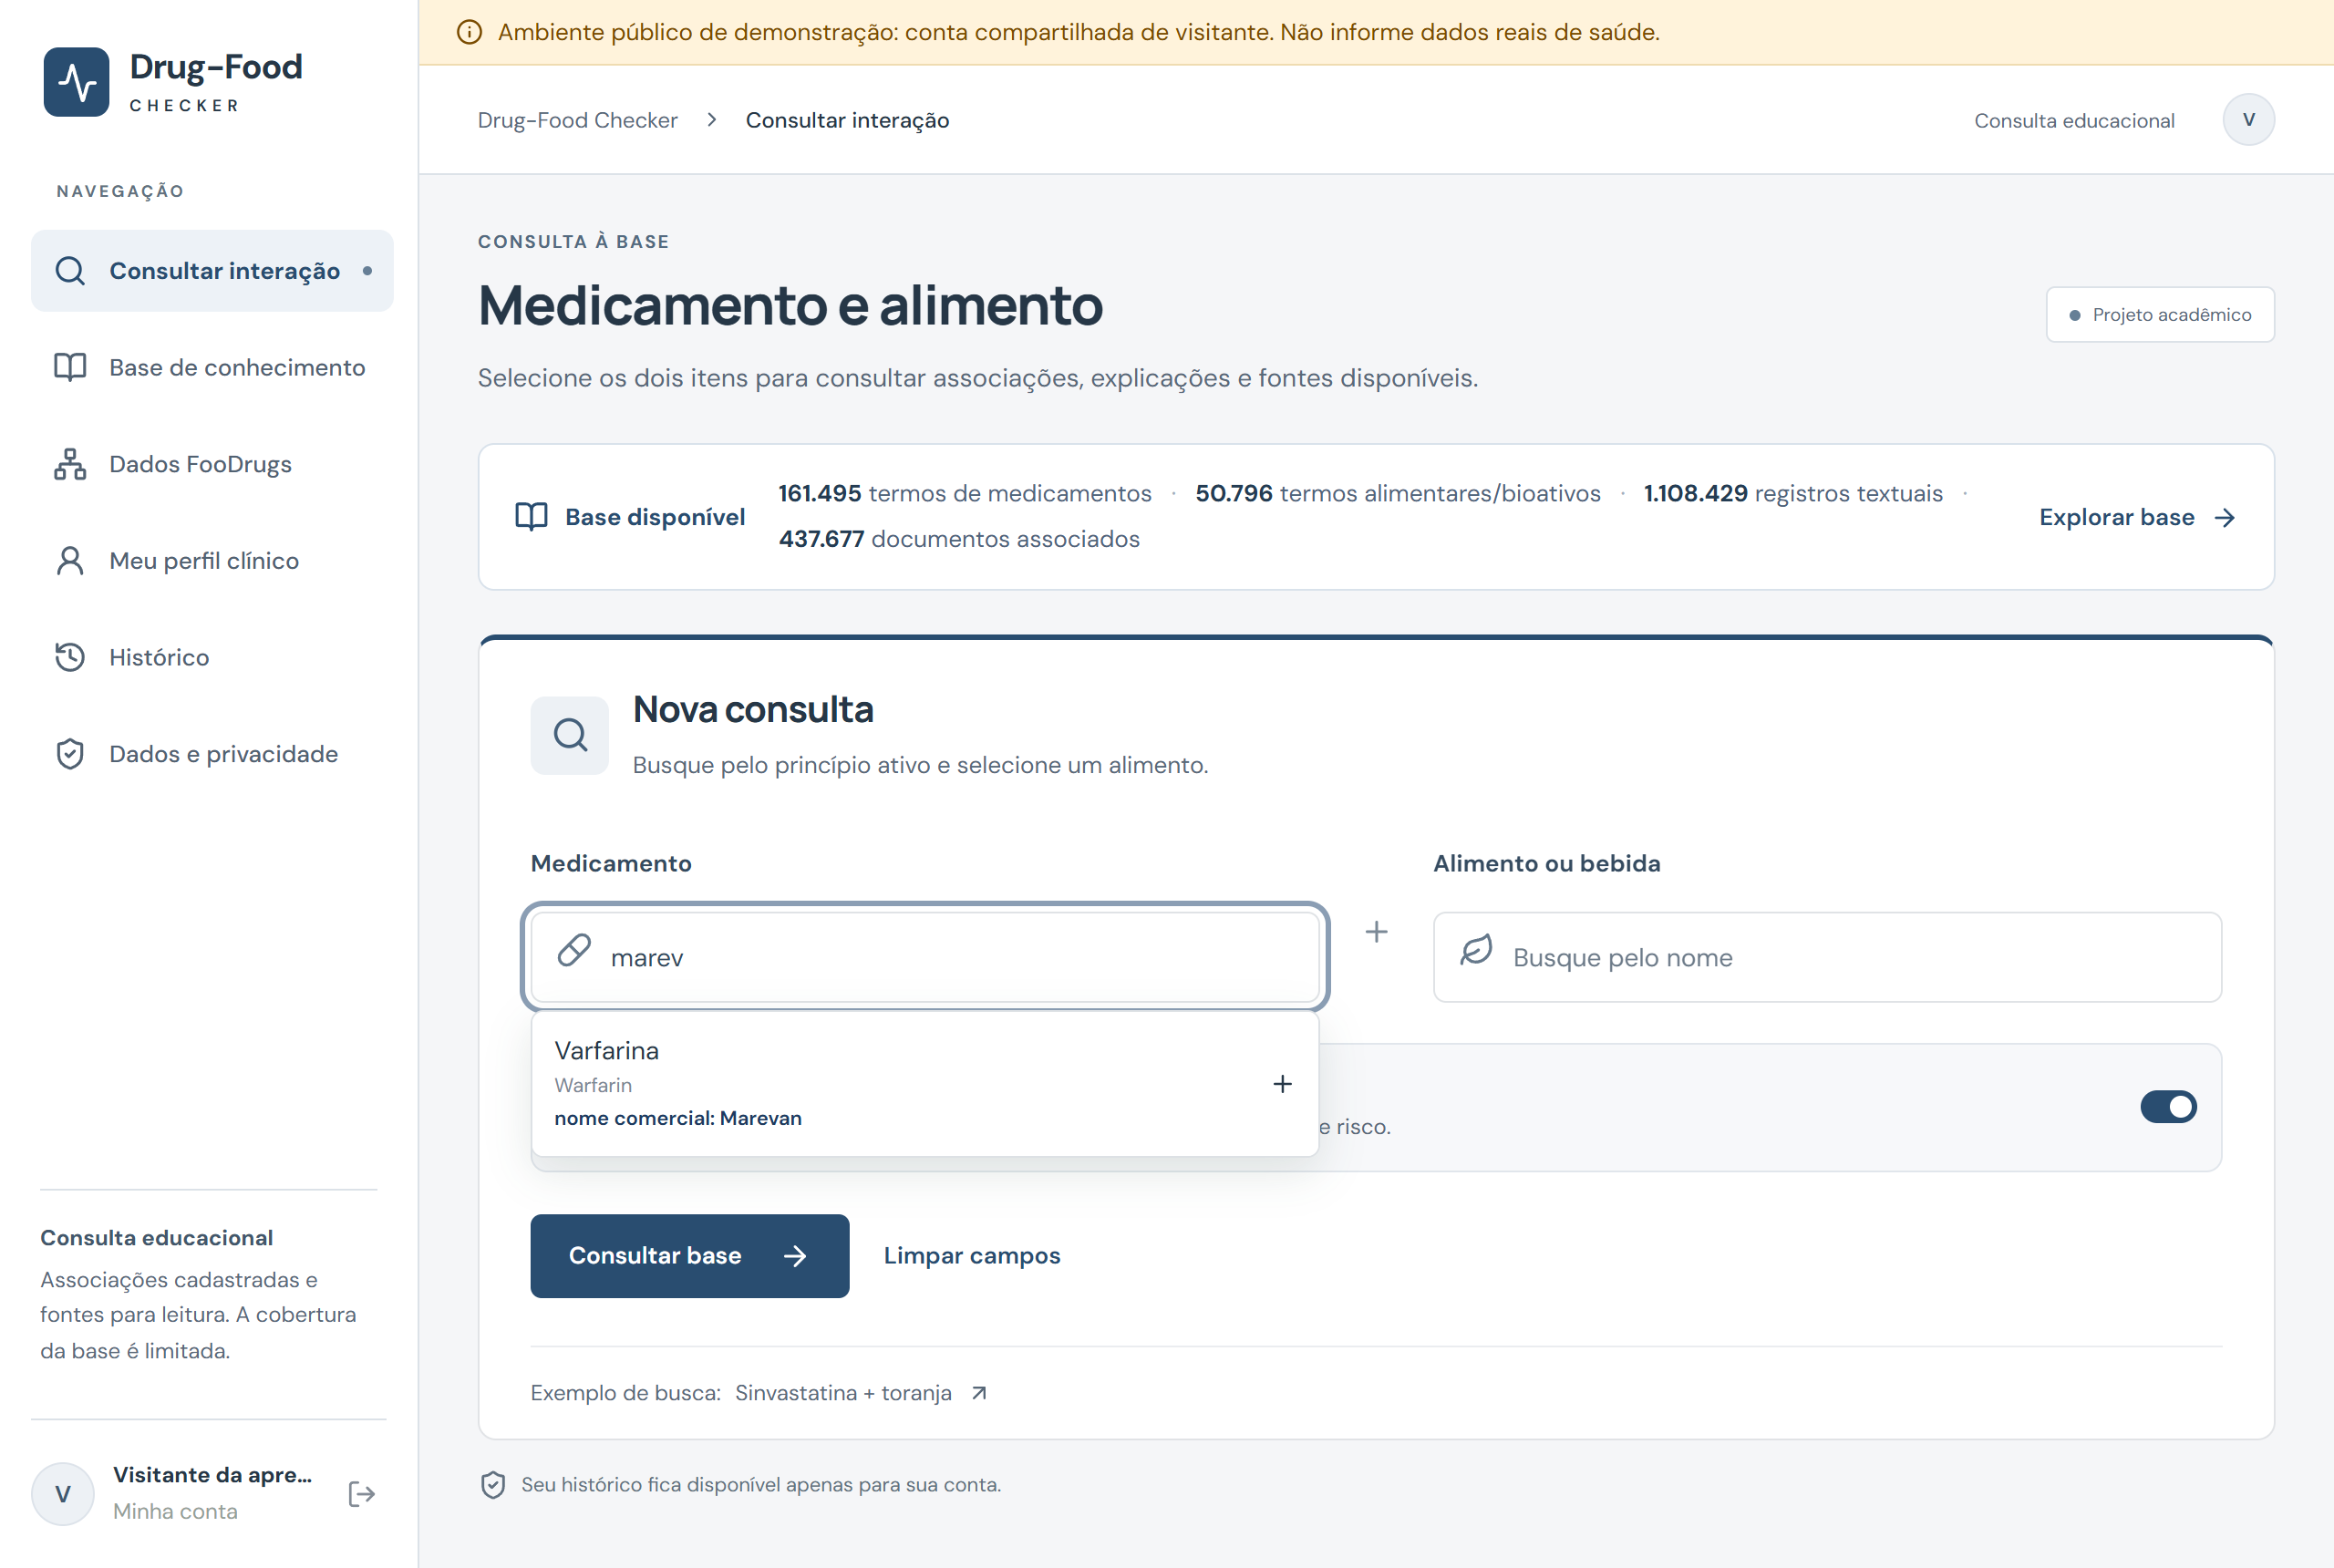 Drug-Food
CHECKER
NAVEGAÇÃO
Consultar interação
Base de conhecimento
Dados FooDrugs
Meu perfil clínico
Histórico
Dados e privacidade
Consulta educacional
Associações cadastradas e
fontes para leitura. A cobertura
da base é limitada.
V
Visitante da apre...
Minha conta
Ambiente público de demonstração: conta compartilhada de visitante. Não informe dados reais de saúde.
Drug-Food Checker > Consultar interação
Consulta educacional
V
CONSULTA À BASE
Medicamento e alimento
Projeto acadêmico
Selecione os dois itens para consultar associações, explicações e fontes disponíveis.
Base disponível
161.495 termos de medicamentos · 50.796 termos alimentares/bioativos · 1.108.429 registros textuais ·
437.677 documentos associados
Explorar base
Nova consulta
Busque pelo princípio ativo e selecione um alimento.
Medicamento
marev
Alimento ou bebida
Busque pelo nome
Varfarina
Warfarin
nome comercial: Marevan
e risco.
Consultar base
Limpar campos
Exemplo de busca: Sinvastatina + toranja
Seu histórico fica disponível apenas para sua conta.